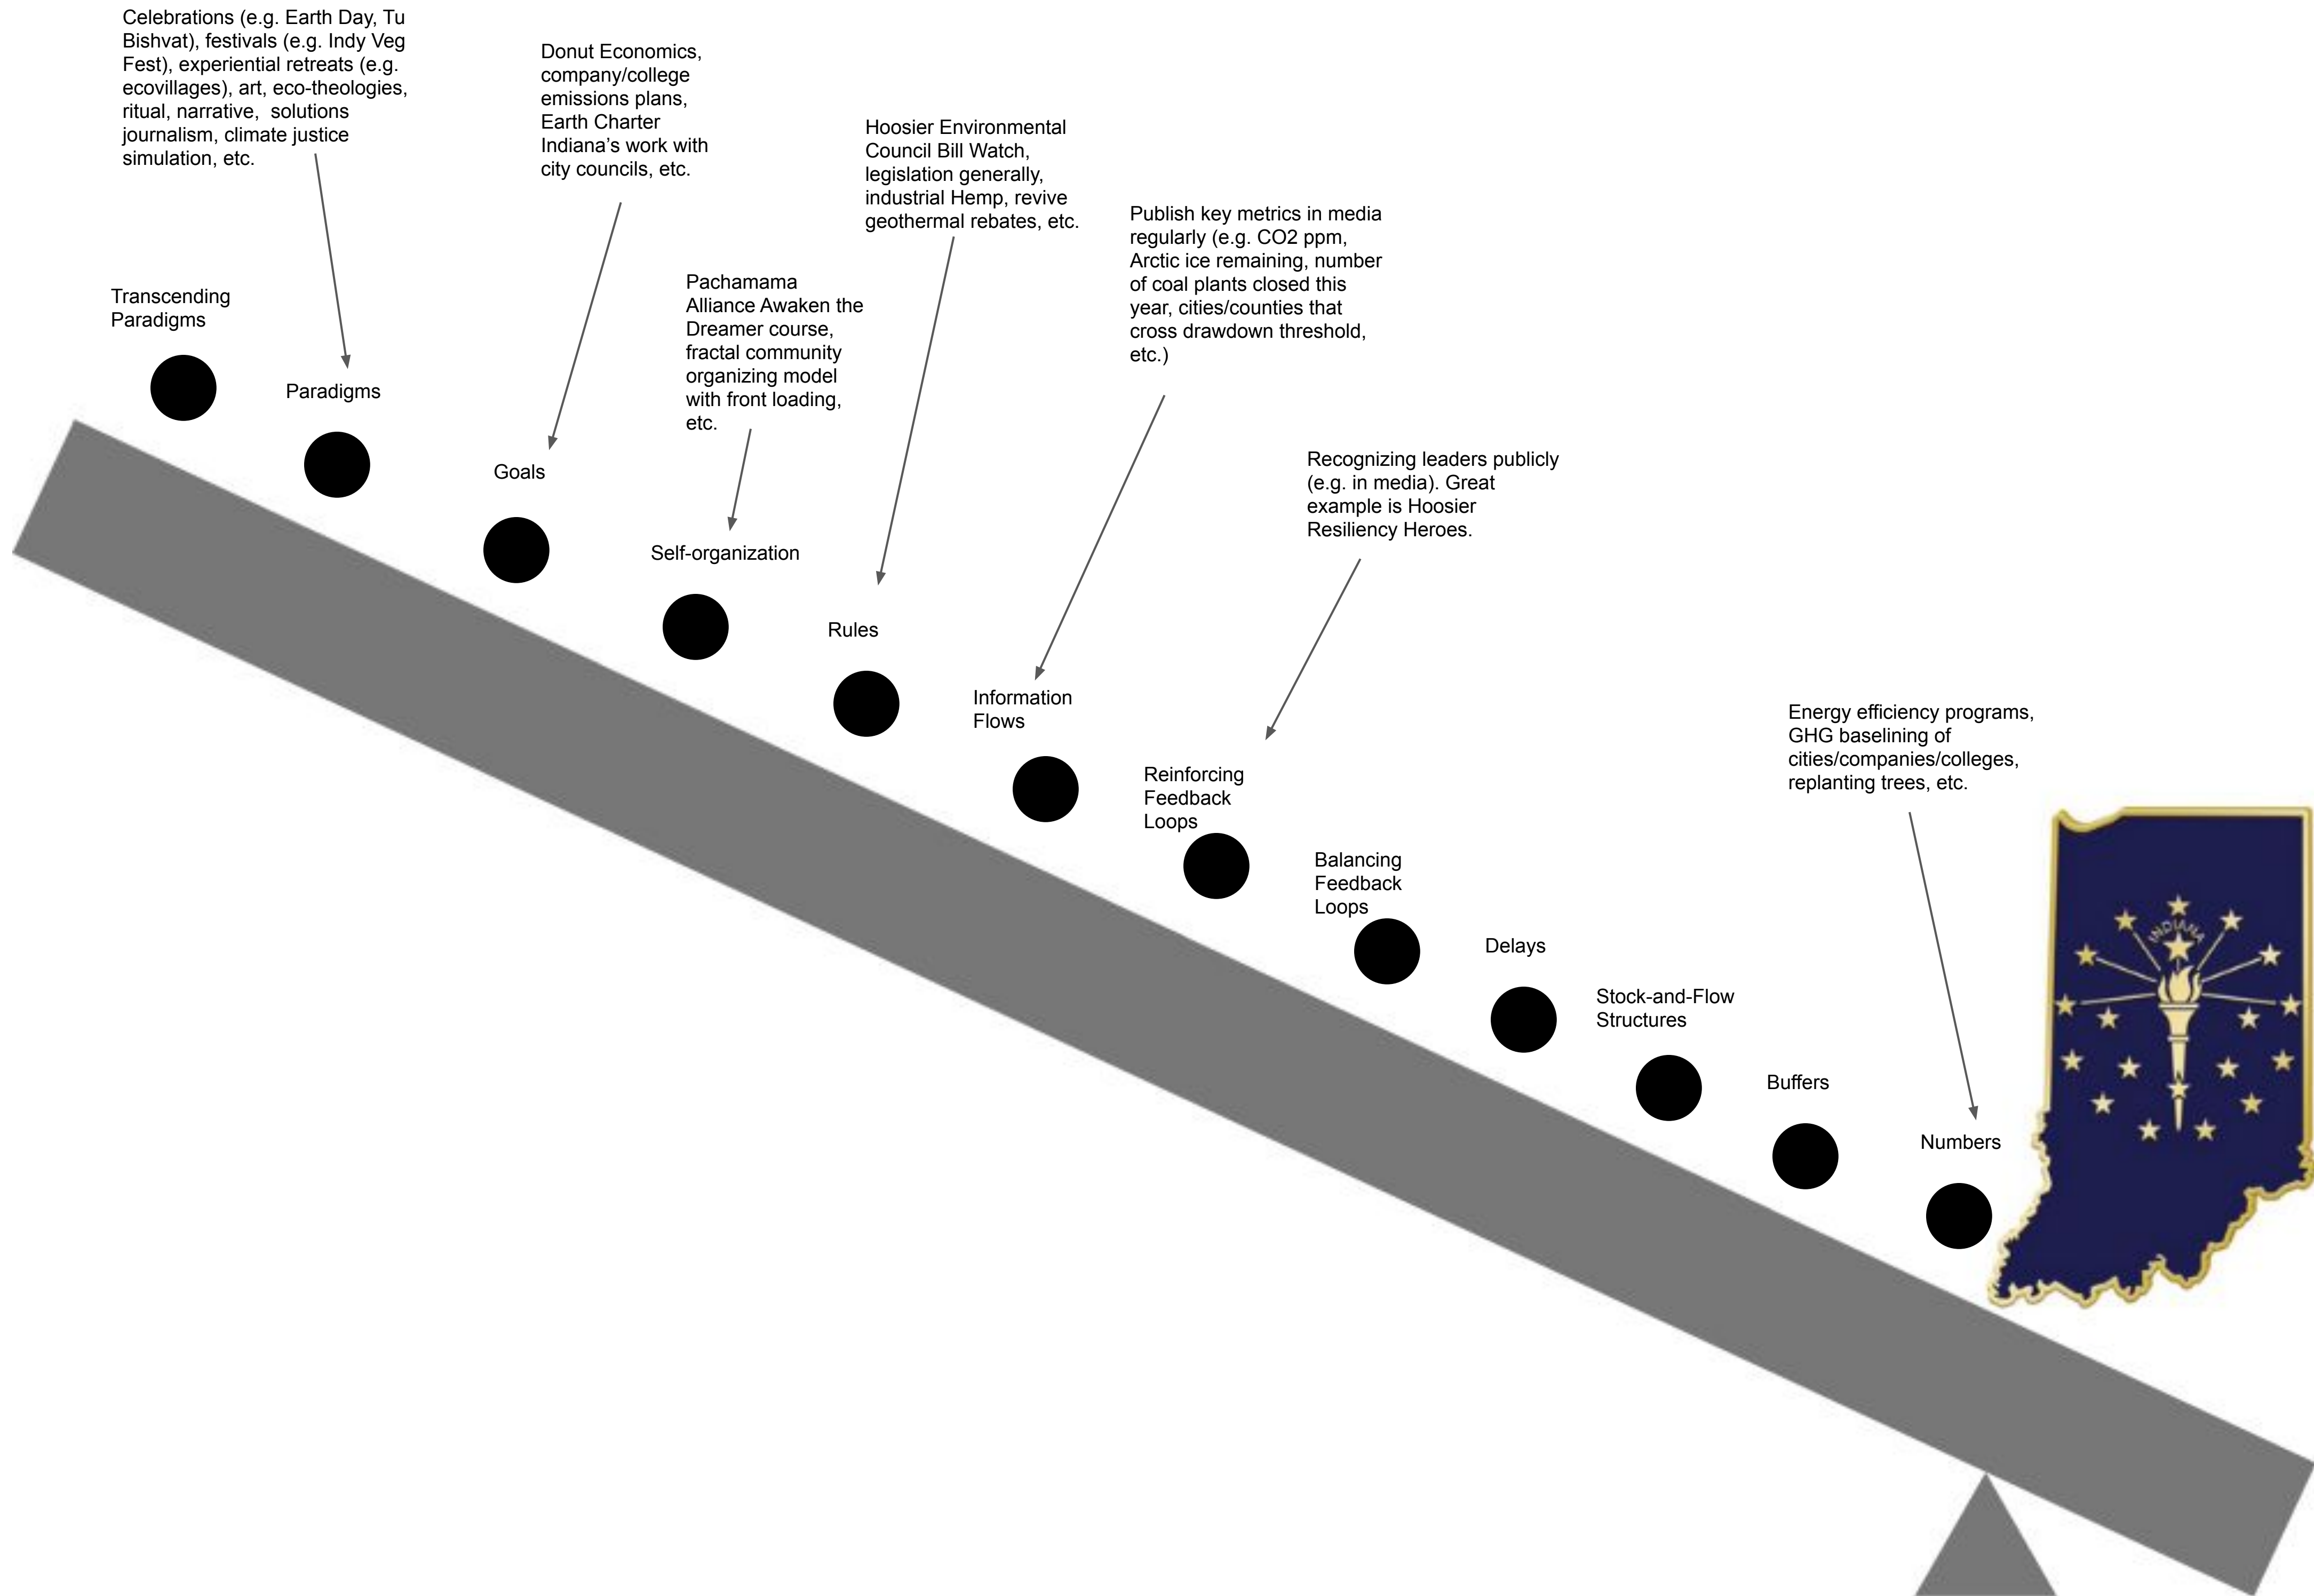 Celebrations (e.g. Earth Day, Tu
Bishvat), festivals (e.g. Indy Veg
Fest), experiential retreats (e.g.
ecovillages), art, eco-theologies,
ritual, narrative,  solutions
journalism, climate justice
simulation, etc.
Donut Economics,
company/college
emissions plans,
Earth Charter
Indiana's work with
city councils, etc.
Hoosier Environmental
Council Bill Watch,
legislation generally,
industrial Hemp, revive
geothermal rebates, etc.
Publish key metrics in media
regularly (e.g. CO2 ppm,
Arctic ice remaining, number
of coal plants closed this
year, cities/counties that
cross drawdown threshold,
etc.)
Pachamama
Alliance Awaken the
Dreamer course,
fractal community
organizing model
with front loading,
etc.
Recognizing leaders publicly
(e.g. in media). Great
example is Hoosier
Resiliency Heroes.
Energy efficiency programs,
GHG baselining of
cities/companies/colleges,
replanting trees, etc.
Transcending
Paradigms
Paradigms
Goals
Self-organization
Rules
Information
Flows
Reinforcing
Feedback
Loops
Balancing
Feedback
Loops
Delays
Stock-and-Flow
Structures
Buffers
Numbers
INDIANA